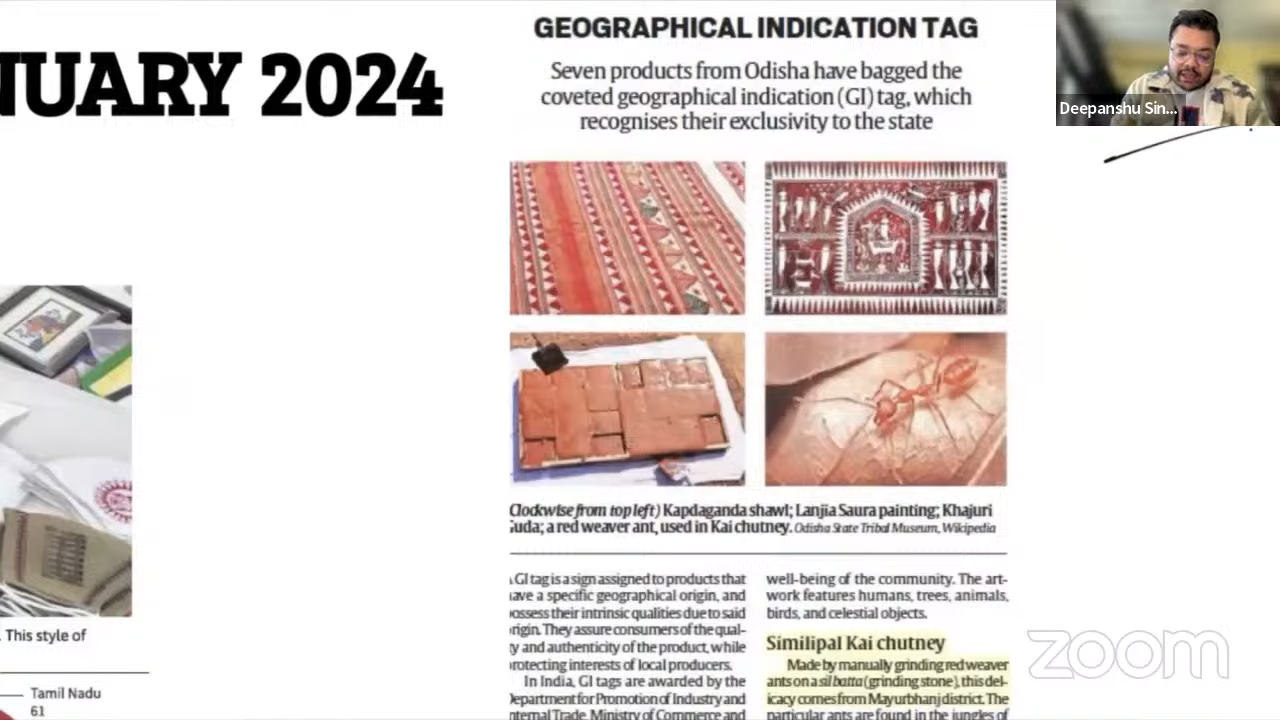 NUARY 2024
This style of
Tamil Nadu
61
GEOGRAPHICAL INDICATION TAG
Seven products from Odisha have bagged the
coveted geographical indication (GI) tag, which
recognises their exclusivity to the state
Clockwise from top left) Kapdaganda shawl; Lanjia Saura painting; Khajuri
uda; a red weaver ant, used in Kai chutney. Odisha State Tribal Museum, Wikipedia
A GI tag is a sign assigned to products that
ave a specific geographical origin, and
ossess their intrinsic qualities due to said
rigin. They assure consumers of the qual-
ty and authenticity of the product, while
rotecting interests of local producers.
In India, GI tags are awarded by the
Department for Promotion of Industry and
nternal Trade, Ministry of Commerce and
well-being of the community. The art-
work features humans, trees, animals,
birds, and celestial objects.
Similipal Kai chutney
Made by manually grinding red weaver
ants on a sil batta (grinding stone), this del-
icacy comes from Mayurbhanj district. The
particular ants are found in the jungles of
Deepanshu Sin...
zoom